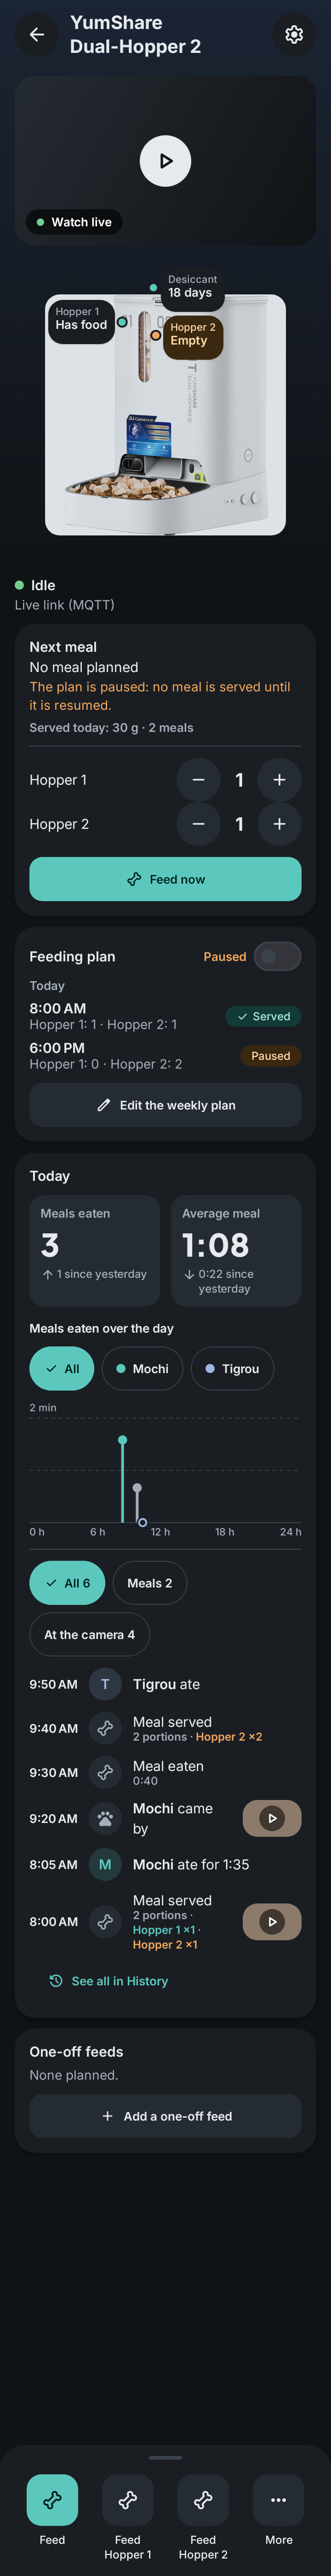 YumShare
Dual-Hopper 2
Watch live
Desiccant
18 days
Hopper 1
Has food
Hopper 2
Empty
Idle
Live link (MQTT)
Next meal
No meal planned
The plan is paused: no meal is served until
it is resumed.
Served today: 30 g · 2 meals
Hopper 1
1
Hopper 2
1
Feed now
Feeding plan
Paused
Today
8:00 AM
Hopper 1: 1 · Hopper 2: 1
Served
6:00 PM
Hopper 1: 0 · Hopper 2: 2
Paused
Edit the weekly plan
Today
Meals eaten
3
1 since yesterday
Average meal
1:08
0:22 since
yesterday
Meals eaten over the day
All
Mochi
Tigrou
2 min
0 h 6 h 12 h 18 h 24 h
All 6
Meals 2
At the camera 4
9:50 AM
T
Tigrou ate
9:40 AM
Meal served
2 portions · Hopper 2 ×2
9:30 AM
Meal eaten
0:40
9:20 AM
Mochi came
by
8:05 AM
M
Mochi ate for 1:35
8:00 AM
Meal served
2 portions ·
Hopper 1 ×1 ·
Hopper 2 ×1
See all in History
One-off feeds
None planned.
Add a one-off feed
Feed
Feed
Hopper 1
Feed
Hopper 2
More